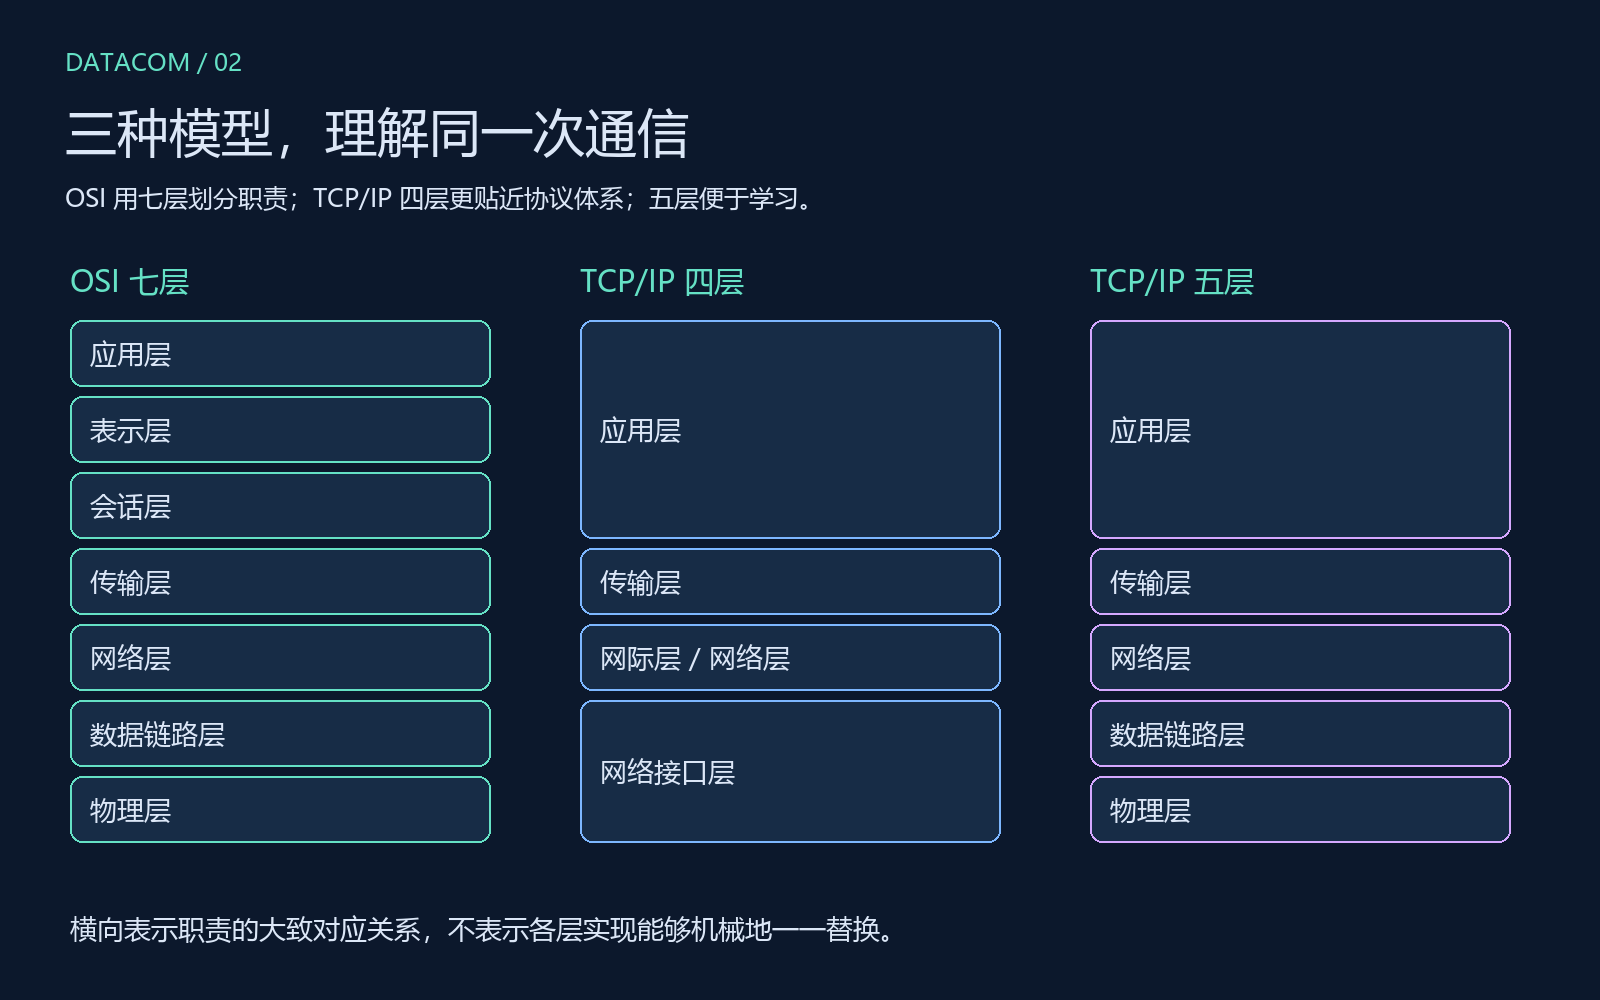 DATACOM / 02
三种模型，理解同一次通信
OSI 用七层划分职责；TCP/IP 四层更贴近协议体系；五层便于学习。
OSI 七层
应用层
表示层
会话层
传输层
网络层
数据链路层
物理层
TCP/IP 四层
应用层
传输层
网际层 / 网络层
网络接口层
TCP/IP 五层
应用层
传输层
网络层
数据链路层
物理层
横向表示职责的大致对应关系，不表示各层实现能够机械地一一替换。